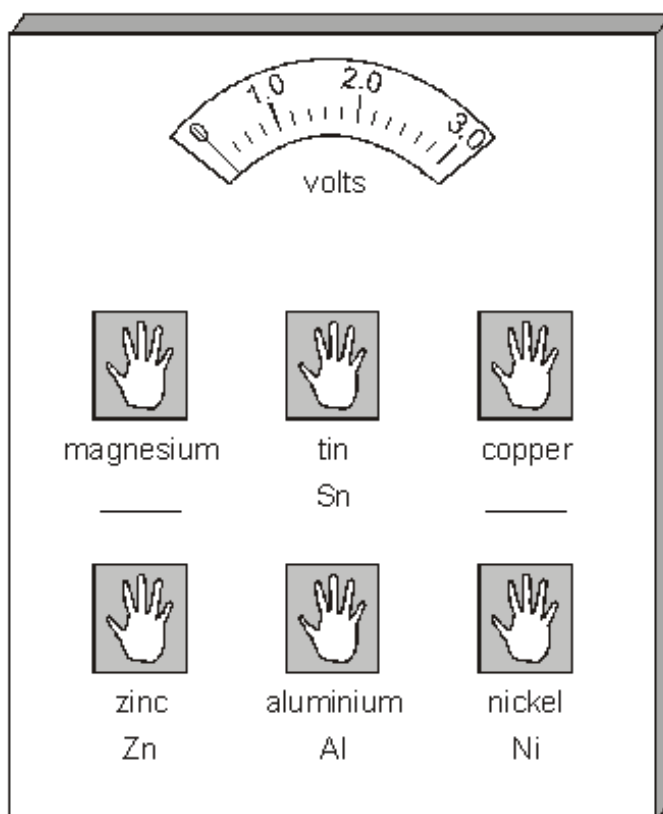 0 1.0 2.0 3.0
volts
magnesium tin copper
Sn
zinc aluminium nickel
Zn Al Ni